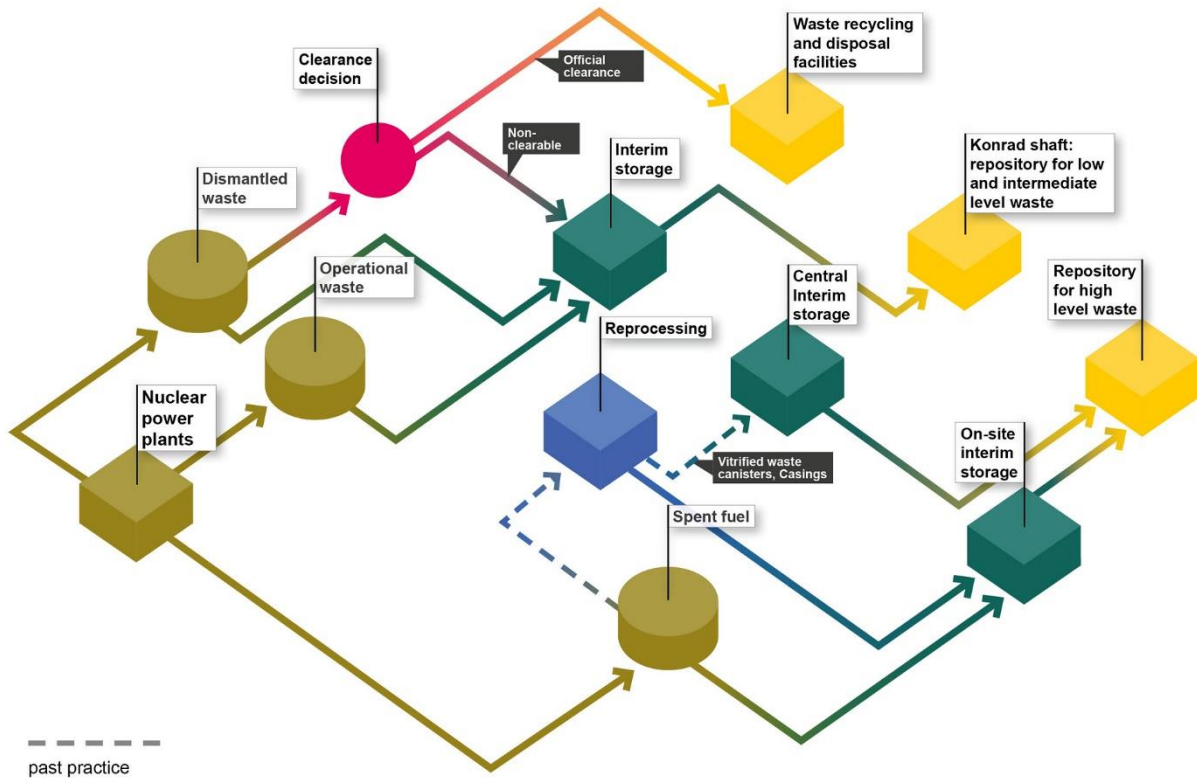 Clearance
decision
Official
clearance
Waste recycling
and disposal
facilities
Non-
clearable
Interim
storage
Konrad shaft:
repository for low
and intermediate
level waste
Dismantled
waste
Operational
waste
Central
Interim
storage
Repository
for high
level waste
Reprocessing
Nuclear
power
plants
Vitrified waste
canisters, Casings
On-site
interim
storage
Spent fuel
past practice